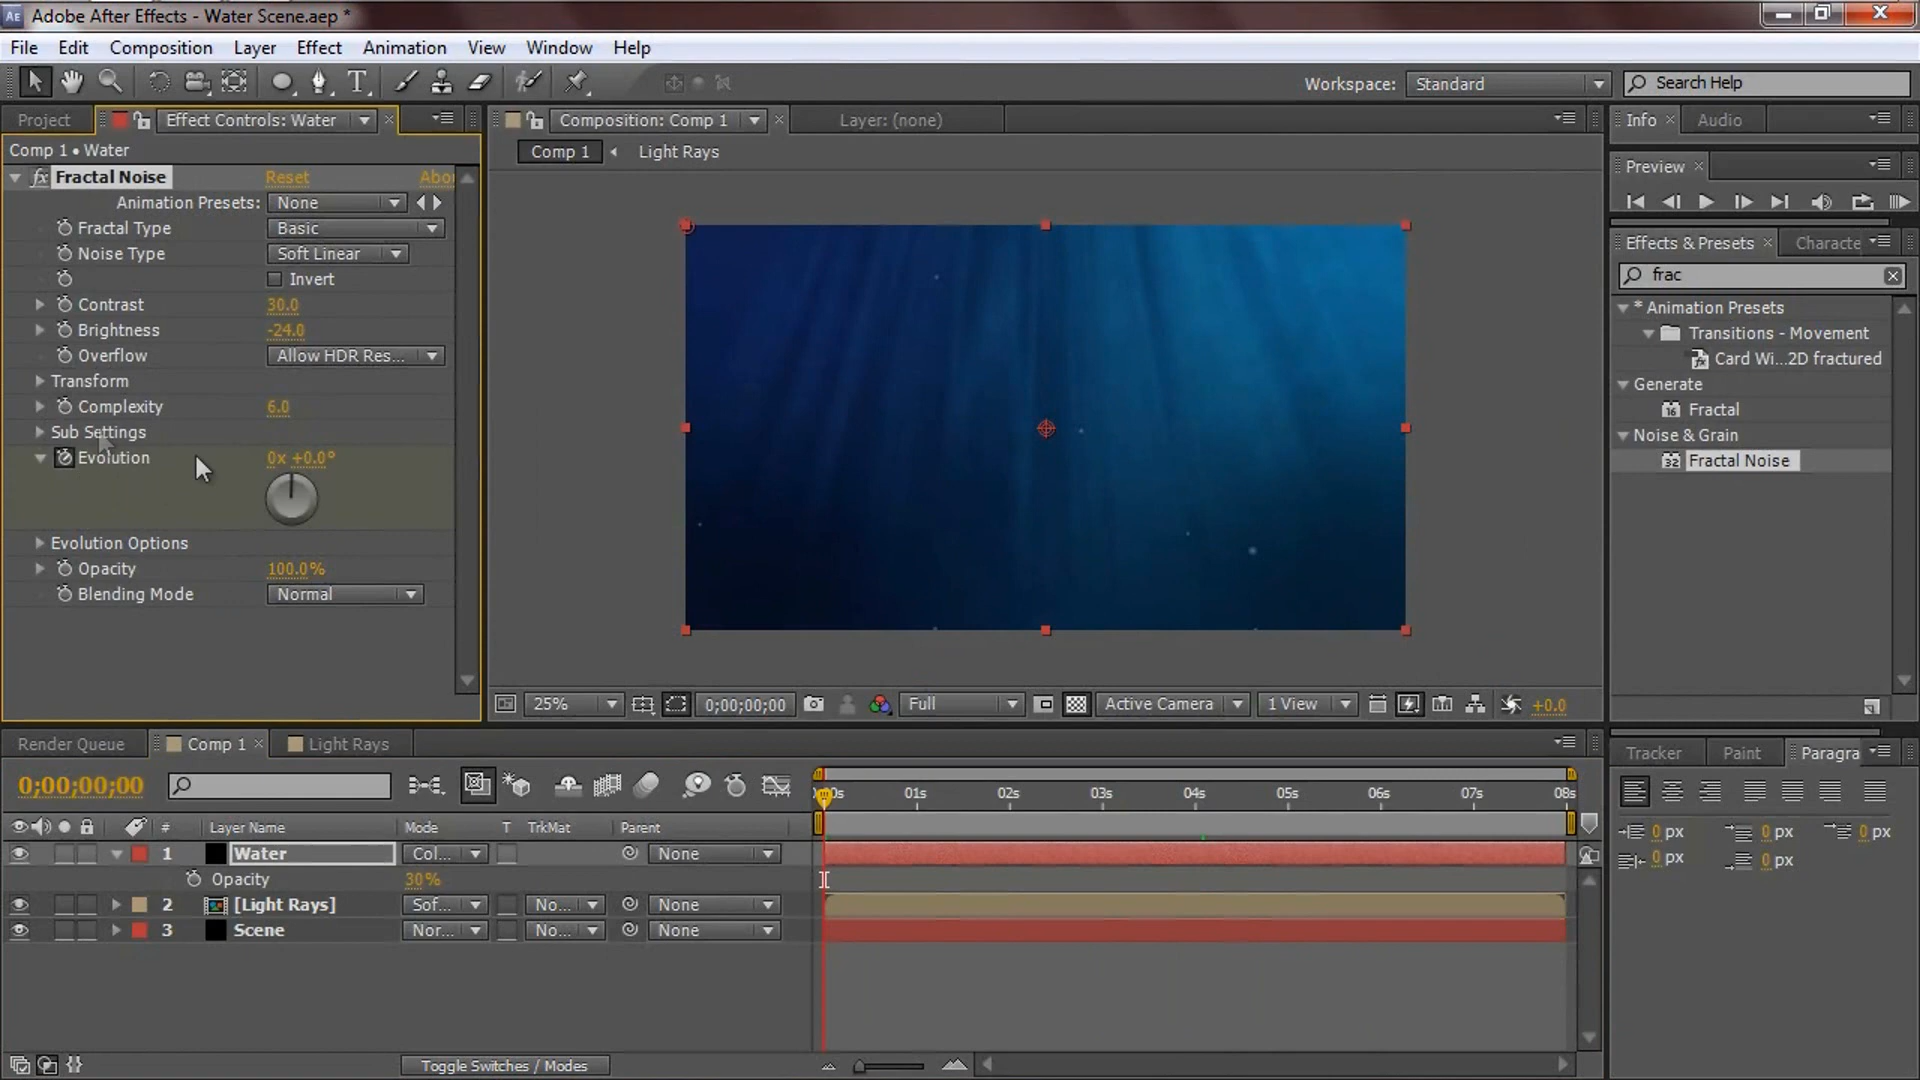 Adobe After Effects - Water Scene.aep *
File Edit Composition Layer Effect Animation View Window Help
Workspace: Standard Search Help
Project Effect Controls: Water Composition: Comp 1 Layer: (none) Info Audio
Comp 1 • Water
Comp 1 Light Rays
Preview
fx Fractal Noise Reset Abou
Animation Presets: None
Fractal Type Basic
Noise Type Soft Linear
Invert
Contrast 30.0
Brightness -24.0
Overflow Allow HDR Res...
Transform
Complexity 6.0
Sub Settings
Evolution 0x +0.0°
Evolution Options
Opacity 100.0%
Blending Mode Normal
Effects & Presets Characte
frac
* Animation Presets
Transitions - Movement
Card Wi...2D fractured
Generate
16 Fractal
Noise & Grain
32 Fractal Noise
25% 0;00;00;00 Full Active Camera 1 View +0.0
Render Queue Comp 1 Light Rays
Tracker Paint Paragra
0;00;00;00
01s 02s 03s 04s 05s 06s 07s 08s
# Layer Name Mode T TrkMat Parent
1 Water Col... None
Opacity 30%
2 [Light Rays] Sof... No... None
3 Scene Nor... No... None
0 px 0 px 0 px
0 px 0 px
Toggle Switches / Modes